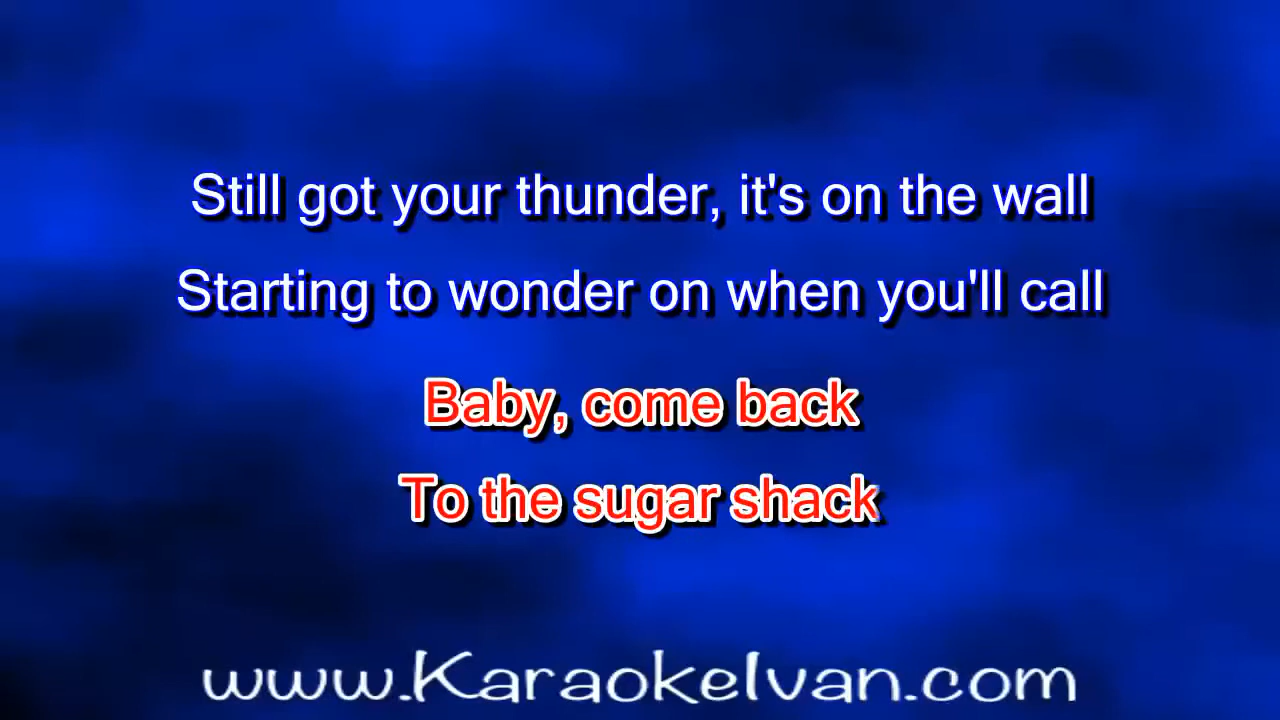 Still got your thunder, it's on the wall
Starting to wonder on when you'll call
Baby, come back
To the sugar shack
www.KaraokeIvan.com